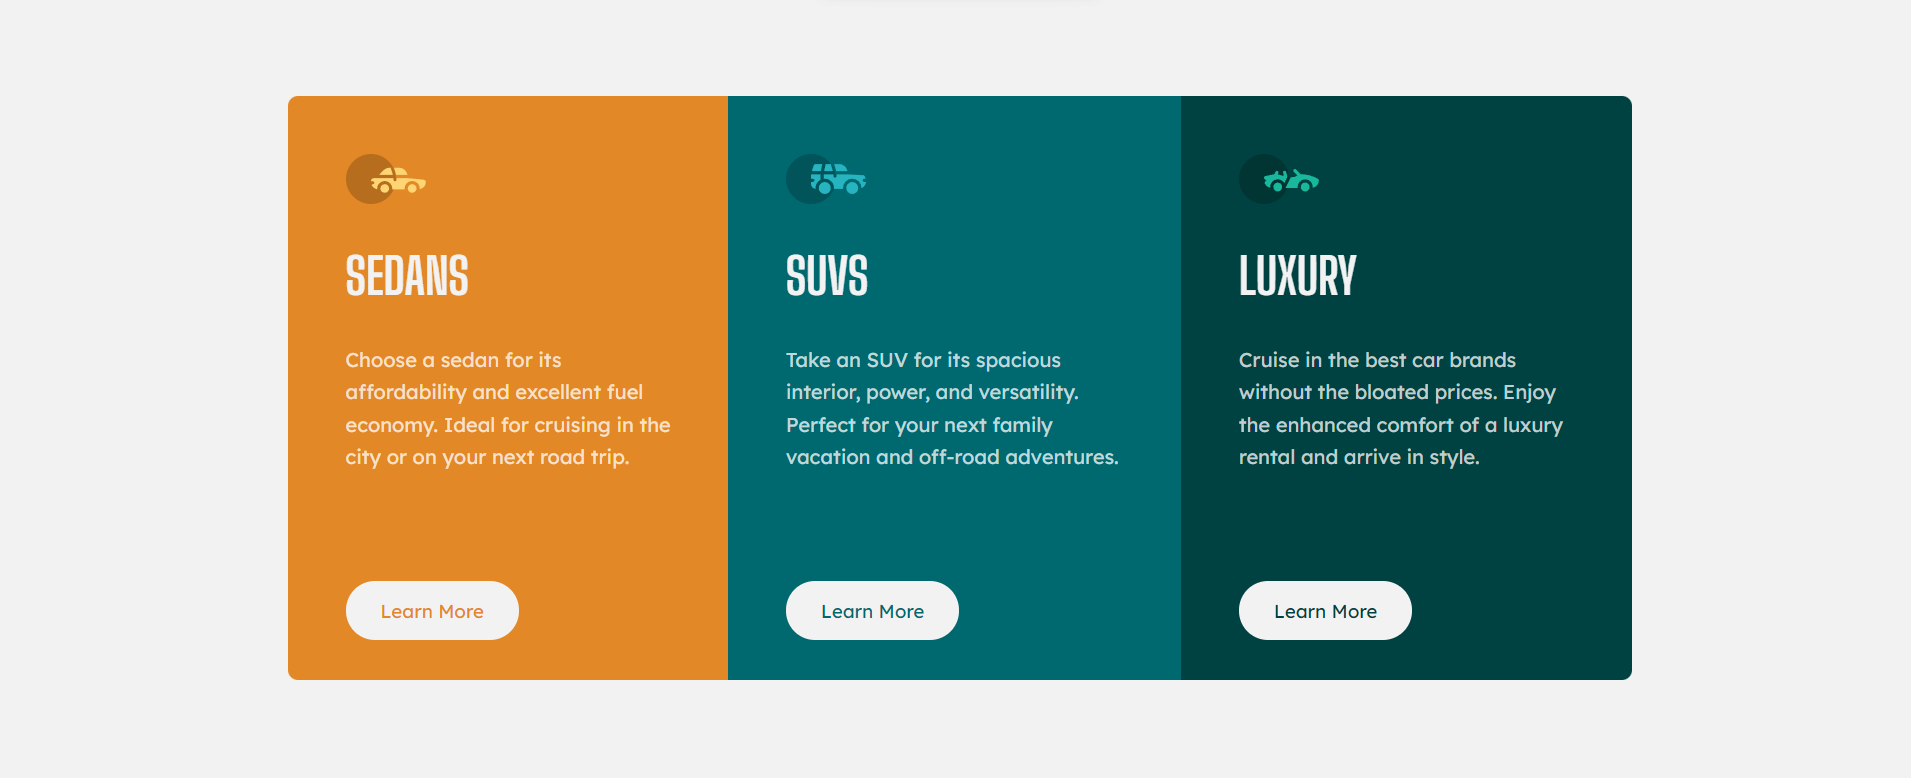 SEDANS
Choose a sedan for its
affordability and excellent fuel
economy. Ideal for cruising in the
city or on your next road trip.
Learn More
SUVS
Take an SUV for its spacious
interior, power, and versatility.
Perfect for your next family
vacation and off-road adventures.
Learn More
LUXURY
Cruise in the best car brands
without the bloated prices. Enjoy
the enhanced comfort of a luxury
rental and arrive in style.
Learn More